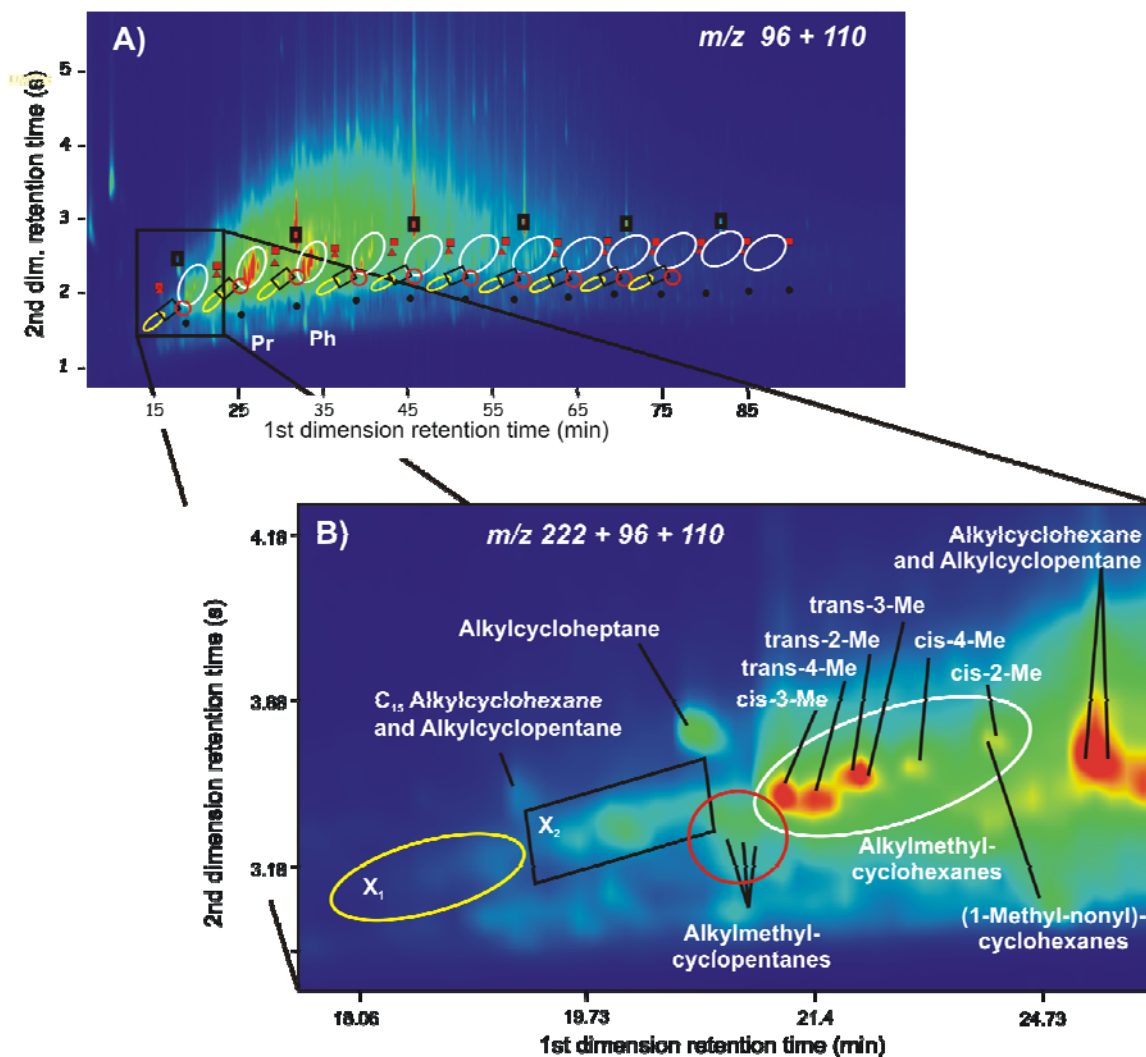 A)
m/z 96 + 110
2nd dim. retention time (s)
5
4
3
2
1
Pr
Ph
15
25
35
45
55
65
75
85
1st dimension retention time (min)
B)
m/z 222 + 96 + 110
2nd dimension retention time (s)
4.18
3.68
3.18
Alkylcyclohexane
and Alkylcyclopentane
trans-3-Me
Alkylcycloheptane
trans-2-Me
cis-4-Me
trans-4-Me
cis-2-Me
cis-3-Me
C₁₅ Alkylcyclohexane
and Alkylcyclopentane
X₂
X₁
Alkylmethyl-
cyclohexanes
Alkylmethyl-
cyclopentanes
(1-Methyl-nonyl)-
cyclohexanes
18.06
19.73
21.4
24.73
1st dimension retention time (min)